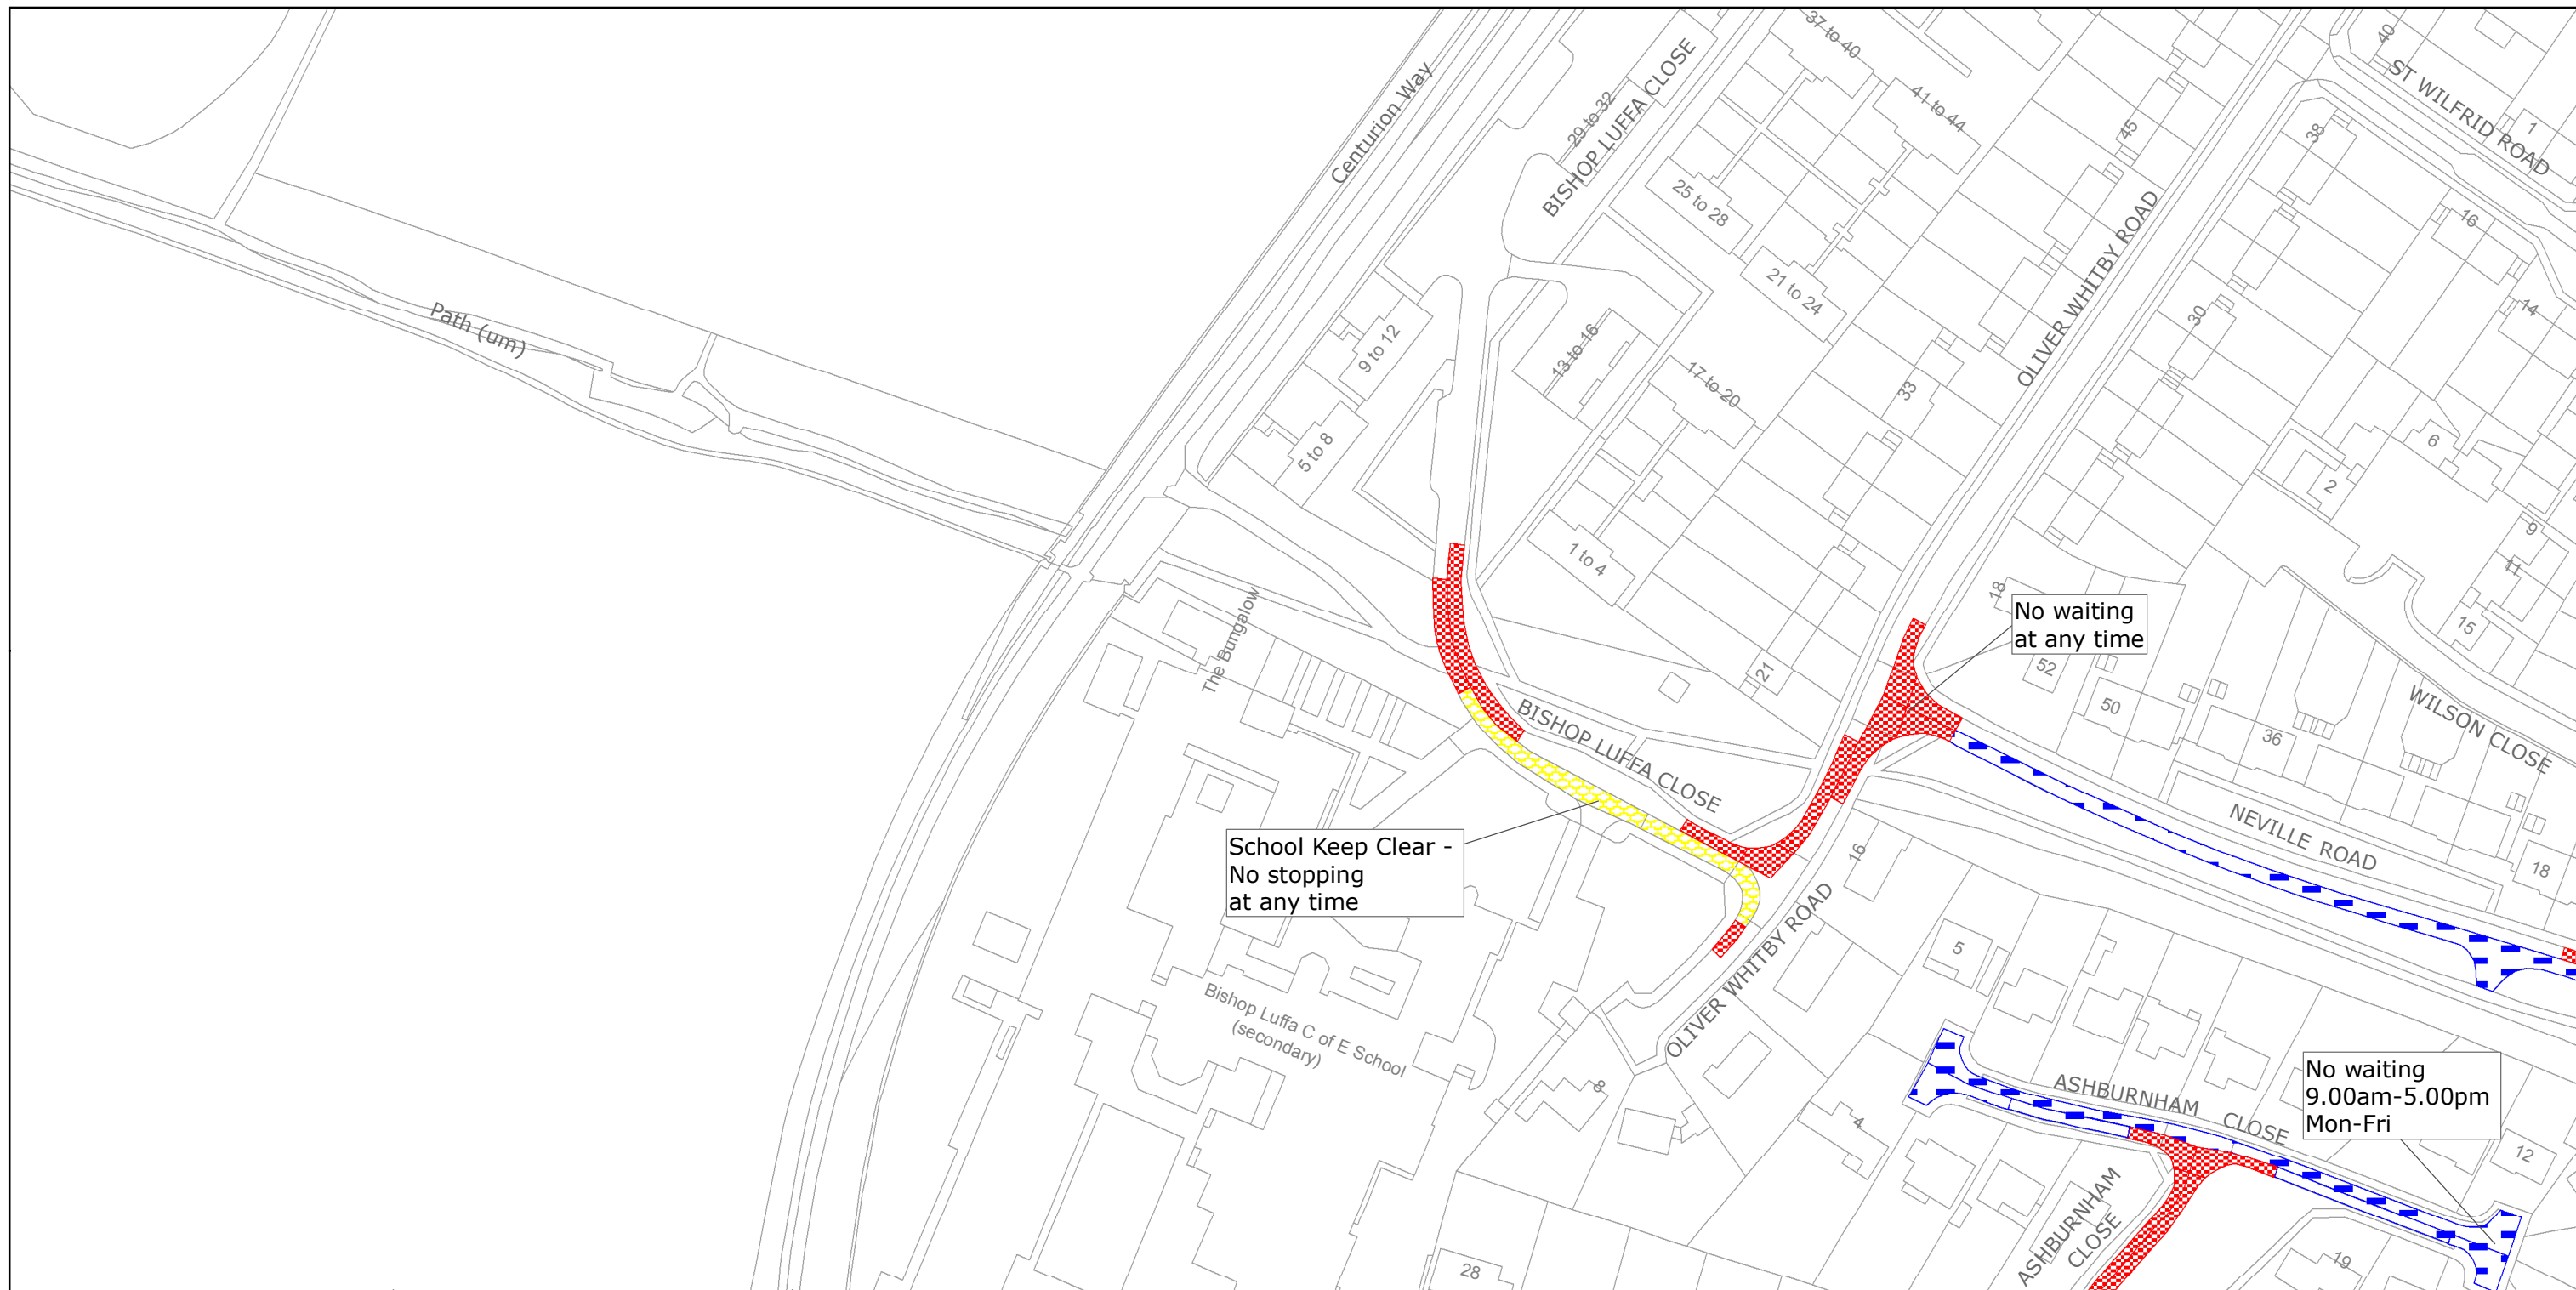 37 to 40
40
ST WILFRID ROAD
Centurion Way
29 to 32
BISHOP LUFFA CLOSE
41 to 44
45
38
1
25 to 28
16
OLIVER WHITBY ROAD
21 to 24
Path (um)
30
14
9 to 12
13 to 16
17 to 20
33
5 to 8
6
2
9
1 to 4
11
18
No waiting
at any time
15
The Bungalow
21
52
50
36
WILSON CLOSE
BISHOP LUFFA CLOSE
School Keep Clear -
No stopping
at any time
16
NEVILLE ROAD
18
OLIVER WHITBY ROAD
5
Bishop Luffa C of E School
(secondary)
8
4
ASHBURNHAM CLOSE
No waiting
9.00am-5.00pm
Mon-Fri
12
ASHBURNHAM
CLOSE
28
19